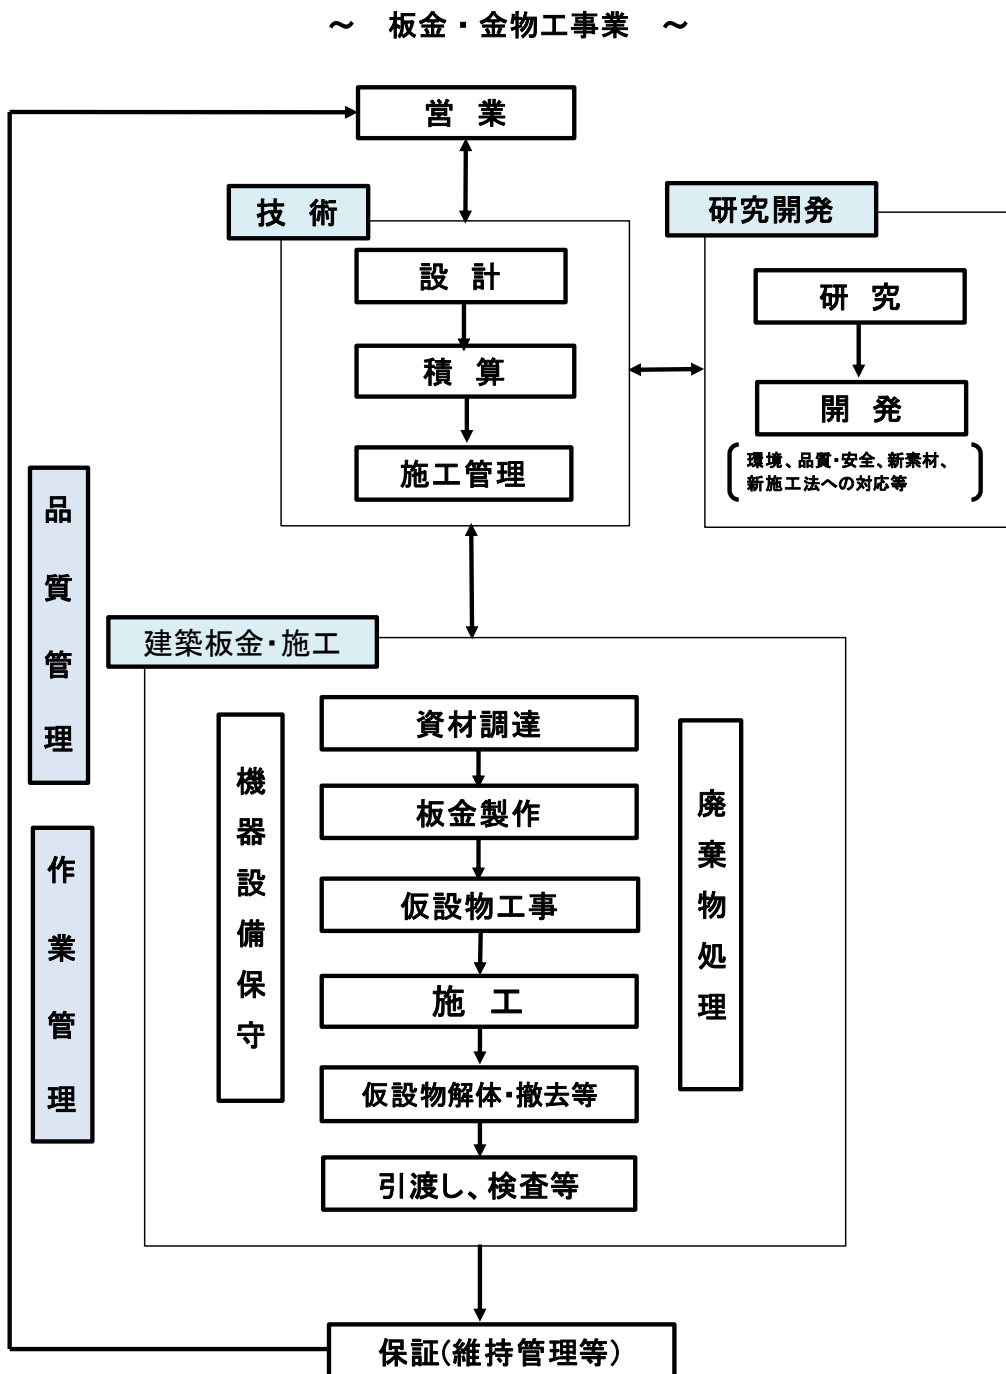 ～ 板金・金物工事業 ～
営 業
技 術
設 計
積 算
施工管理
研究開発
研 究
開 発
環境、品質・安全、新素材、
新施工法への対応等
品質管理
作業管理
建築板金・施工
機器設備保守
資材調達
板金製作
仮設物工事
施 工
仮設物解体・撤去等
引渡し、検査等
廃棄物処理
保証(維持管理等)